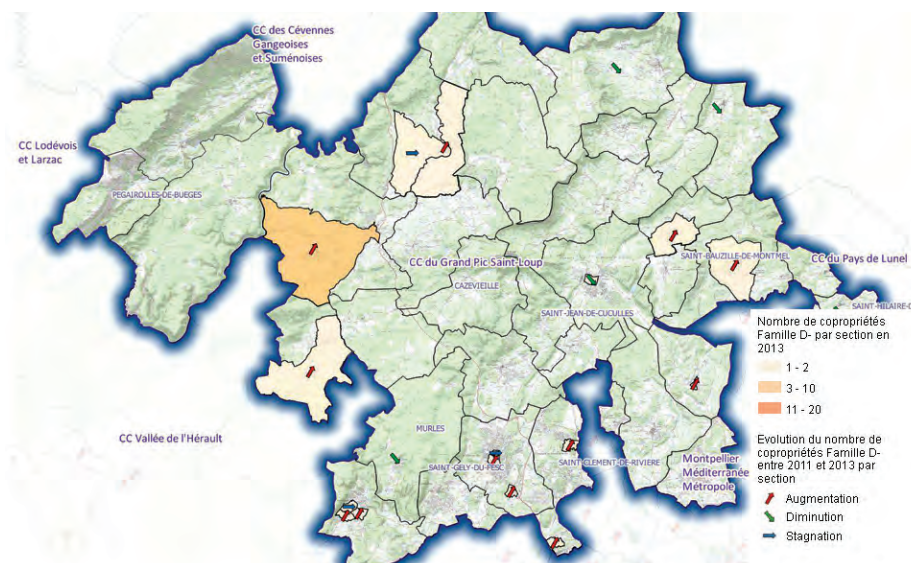 CC des Cévennes
Gangeoises
et Suménoises
CC Lodévois
et Larzac
PEGAIROLLES-DE-BUEGES
CC du Grand Pic Saint-Loup
SAINT-BAUZILLE-DE-MONTMEL
CC du Pays de Lunel
CAZEVIEILLE
SAINT-JEAN-DE-CUCULLES
SAINT-HILAIRE-D
CC Vallée de l'Hérault
MURLES
SAINT-GELY-DU-FESC
SAINT-CLEMENT-DE-RIVIERE
Montpellier
Méditerranée
Métropole
Nombre de copropriétés
Famille D- par section en
2013
1 - 2
3 - 10
11 - 20
Evolution du nombre de
copropriétés Famille D-
entre 2011 et 2013 par
section
Augmentation
Diminution
Stagnation